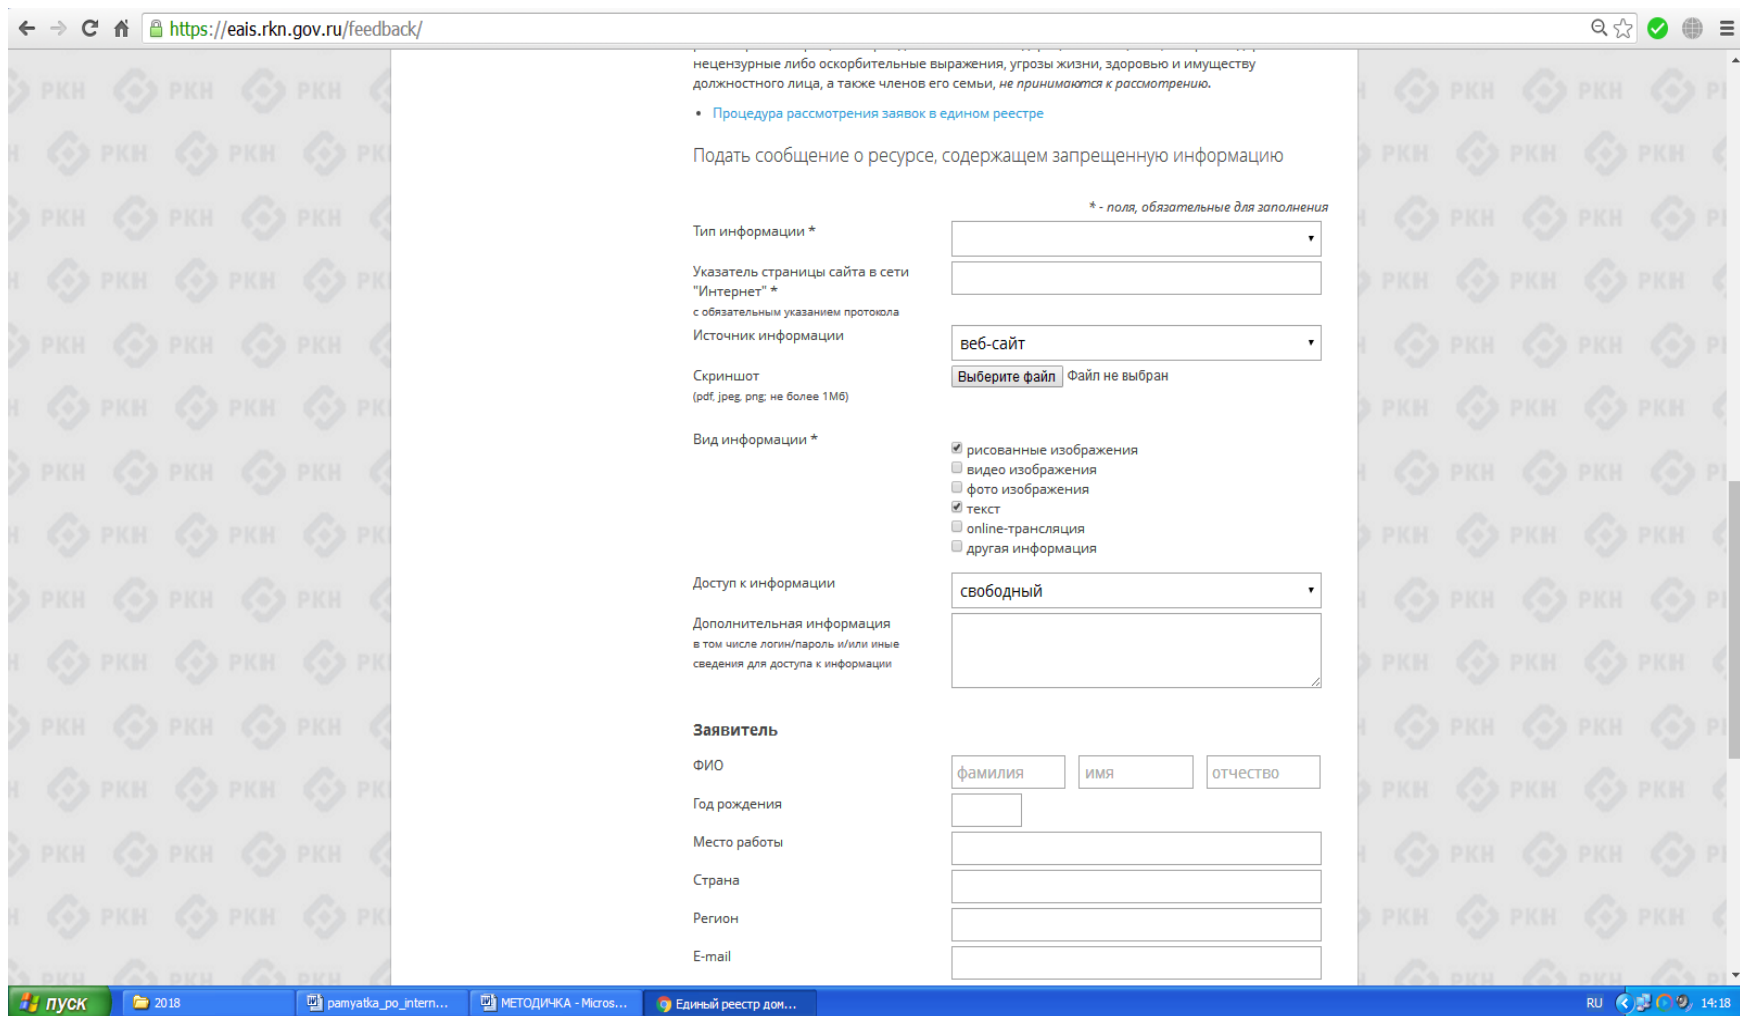 https://eais.rkn.gov.ru/feedback/
нецензурные либо оскорбительные выражения, угрозы жизни, здоровью и имуществу
должностного лица, а также членов его семьи, не принимаются к рассмотрению.
• Процедура рассмотрения заявок в едином реестре
Подать сообщение о ресурсе, содержащем запрещенную информацию
* - поля, обязательные для заполнения
Тип информации *
Указатель страницы сайта в сети
"Интернет" *
с обязательным указанием протокола
Источник информации
веб-сайт
Скриншот
(pdf, jpeg, png; не более 1Мб)
Выберите файл Файл не выбран
Вид информации *
рисованные изображения
видео изображения
фото изображения
текст
online-трансляция
другая информация
Доступ к информации
свободный
Дополнительная информация
в том числе логин/пароль и/или иные
сведения для доступа к информации
Заявитель
ФИО
фамилия имя отчество
Год рождения
Место работы
Страна
Регион
E-mail
РКН
пуск 2018 pamyatka_po_intern... МЕТОДИЧКА - Micros... Единый реестр дом... RU 14:18